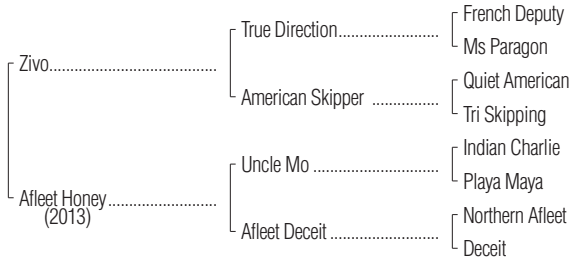 French Deputy
True Direction
Ms Paragon
Zivo
Quiet American
American Skipper
Tri Skipping
Indian Charlie
Uncle Mo
Playa Maya
Afleet Honey
(2013)
Northern Afleet
Afleet Deceit
Deceit